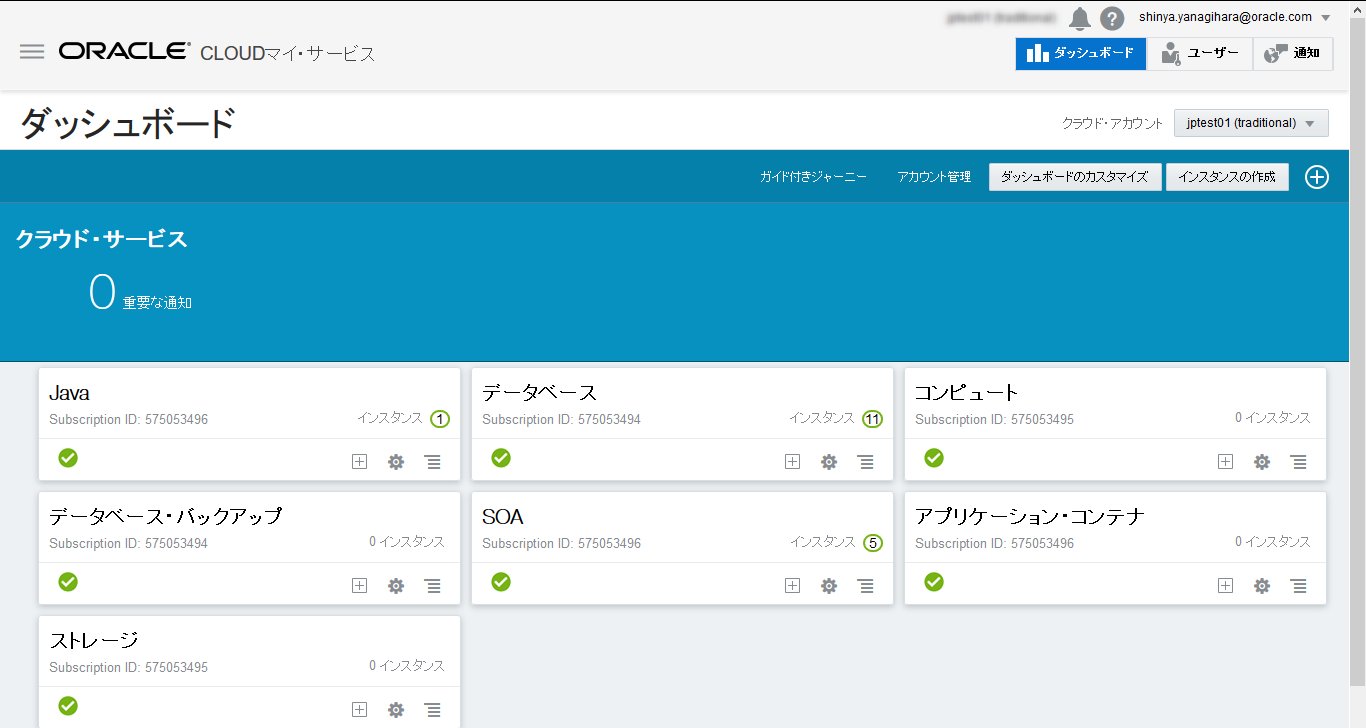 shinya.yanagihara@oracle.com
ORACLE® CLOUDマイ・サービス
ダッシュボード ユーザー 通知
ダッシュボード
クラウド・アカウント jptest01 (traditional)
ガイド付きジャーニー アカウント管理 ダッシュボードのカスタマイズ インスタンスの作成
クラウド・サービス
0 重要な通知
Java
Subscription ID: 575053496 インスタンス 1
データベース
Subscription ID: 575053494 インスタンス 11
コンピュート
Subscription ID: 575053495 0 インスタンス
データベース・バックアップ
Subscription ID: 575053494 0 インスタンス
SOA
Subscription ID: 575053496 インスタンス 5
アプリケーション・コンテナ
Subscription ID: 575053496 0 インスタンス
ストレージ
Subscription ID: 575053495 0 インスタンス